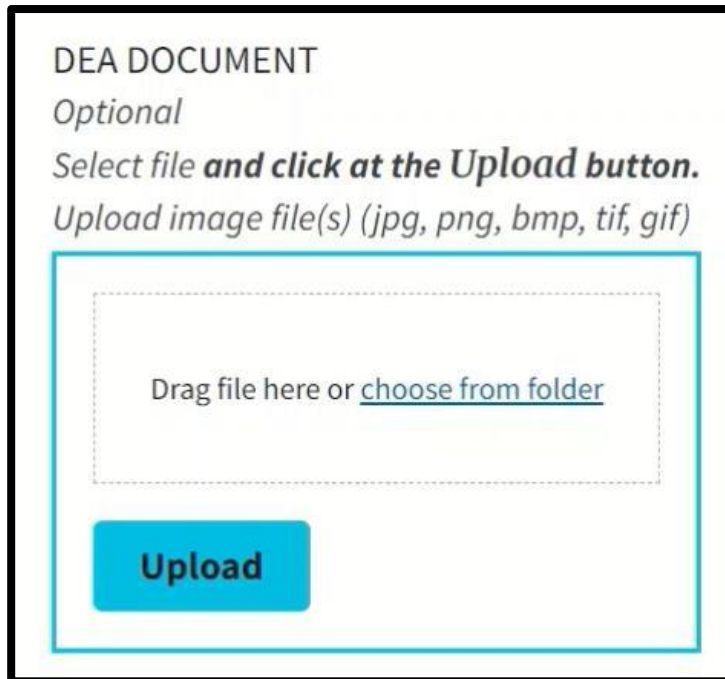 DEA DOCUMENT
Optional
Select file and click at the Upload button.
Upload image file(s) (jpg, png, bmp, tif, gif)
Drag file here or choose from folder
Upload